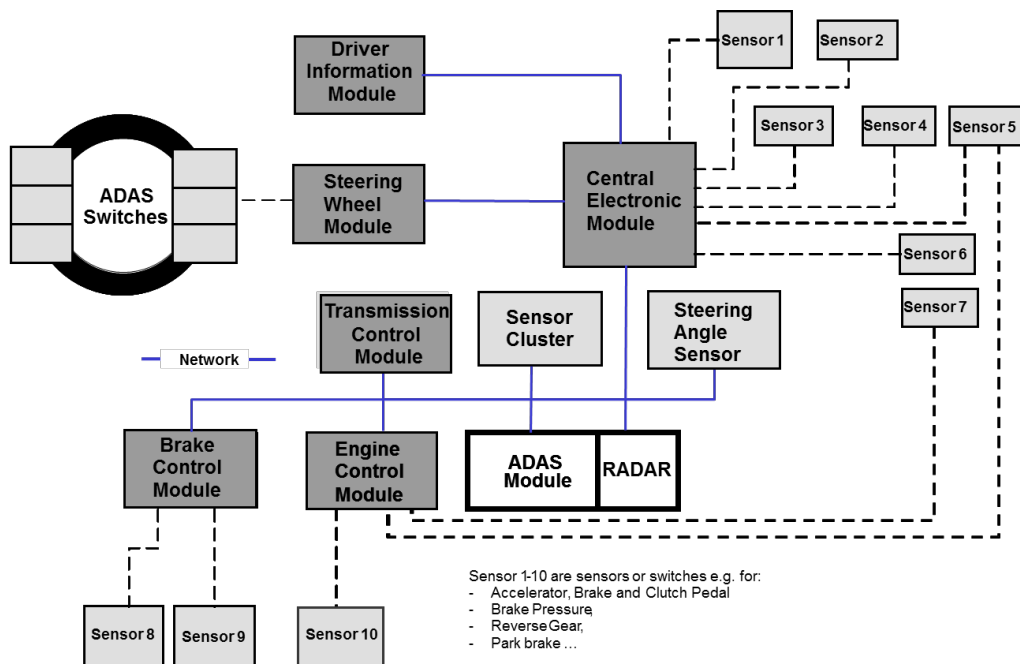 Driver
Information
Module
Sensor 1
Sensor 2
Sensor 3
Sensor 4
Sensor 5
ADAS
Switches
Steering
Wheel
Module
Central
Electronic
Module
Sensor
6
Sensor 7
Transmission
Control
Module
Sensor
Cluster
Steering
Angle
Sensor
Network
Brake
Control
Module
Engine
Control
Module
ADAS
Module
RADAR
Sensor 8
Sensor 9
Sensor 10
Sensor 1-10 are sensors or switches e.g. for:
- Accelerator, Brake and Clutch Pedal
- Brake Pressure,
- Reverse Gear,
- Park brake ...